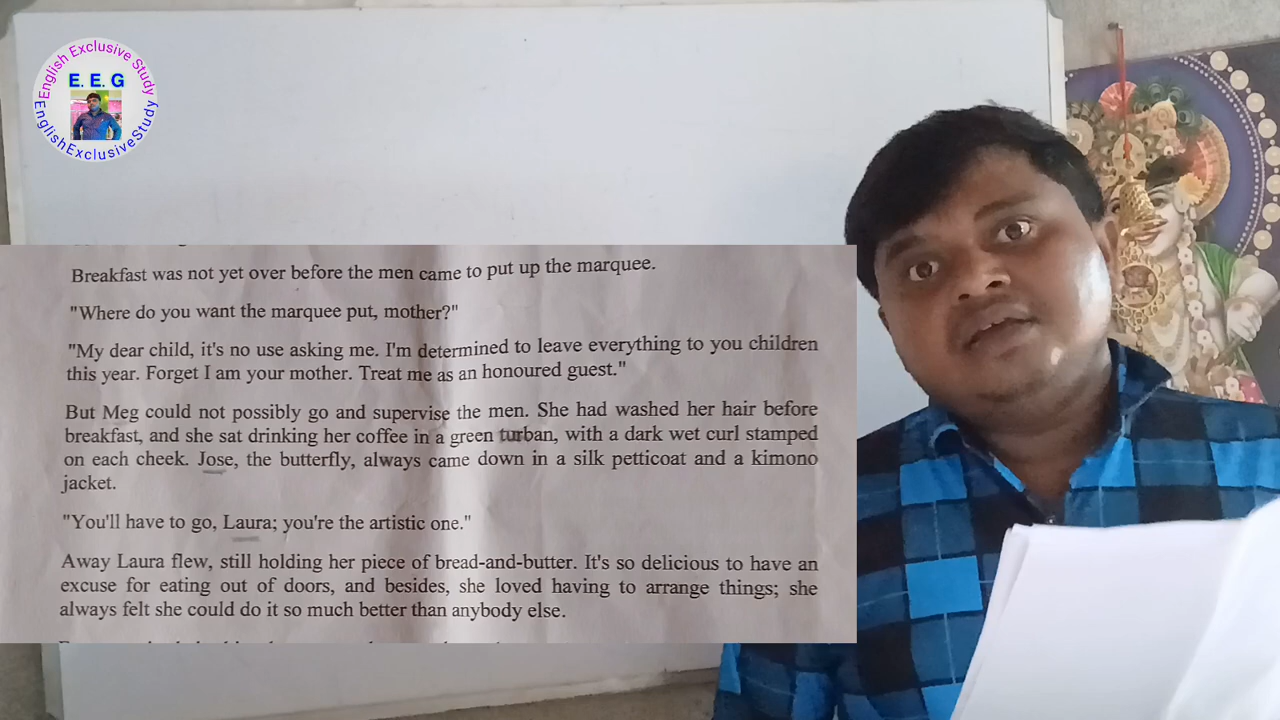 English Exclusive Study
E. E. G
EnglishExclusiveStudy
Breakfast was not yet over before the men came to put up the marquee.
"Where do you want the marquee put, mother?"
"My dear child, it's no use asking me. I'm determined to leave everything to you children
this year. Forget I am your mother. Treat me as an honoured guest."
But Meg could not possibly go and supervise the men. She had washed her hair before
breakfast, and she sat drinking her coffee in a green turban, with a dark wet curl stamped
on each cheek. Jose, the butterfly, always came down in a silk petticoat and a kimono
jacket.
"You'll have to go, Laura; you're the artistic one."
Away Laura flew, still holding her piece of bread-and-butter. It's so delicious to have an
excuse for eating out of doors, and besides, she loved having to arrange things; she
always felt she could do it so much better than anybody else.